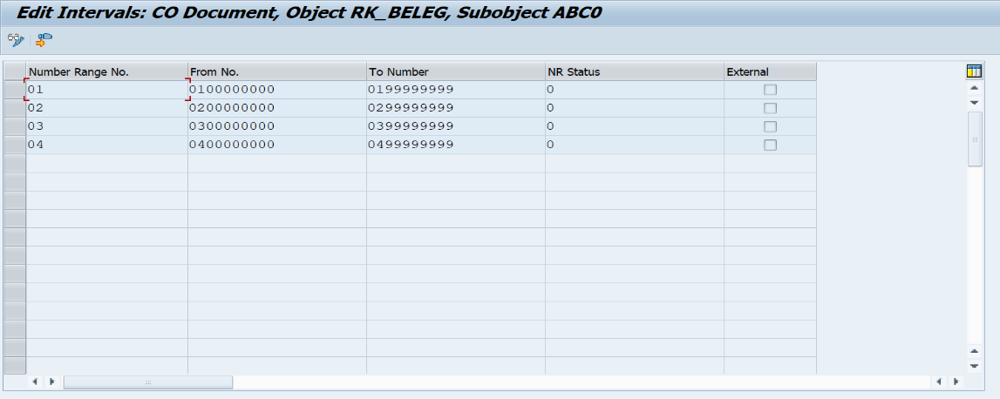 Edit Intervals: CO Document, Object RK_BELEG, Subobject ABC0
Number Range No. From No. To Number NR Status External
01 0100000000 0199999999 0
02 0200000000 0299999999 0
03 0300000000 0399999999 0
04 0400000000 0499999999 0